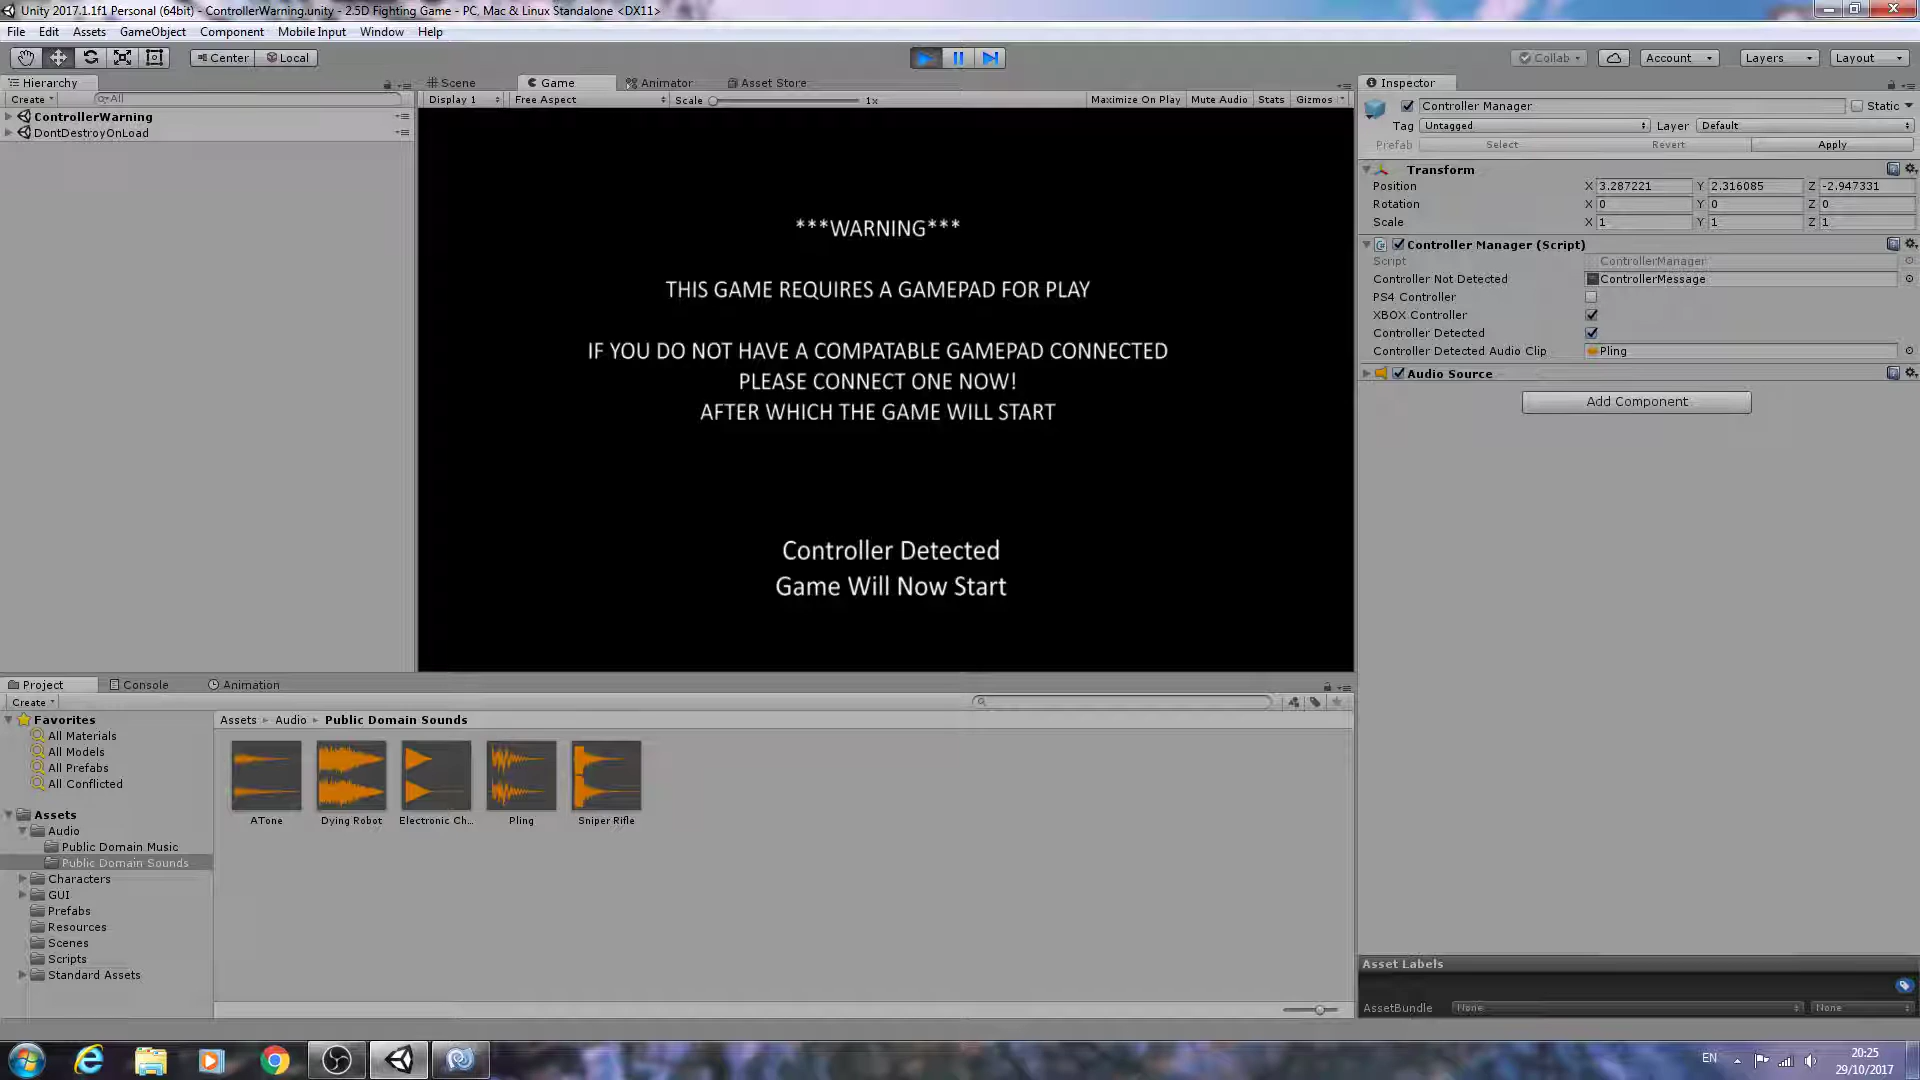 Unity 2017.1.1f1 Personal (64bit) - ControllerWarning.unity - 2.5D Fighting Game - PC, Mac & Linux Standalone <DX11>
File Edit Assets GameObject Component Mobile Input Window Help
Center Local Collab Account Layers Layout
Hierarchy
Create All
ControllerWarning
DontDestroyOnLoad
Scene Game Animator Asset Store
Display 1 Free Aspect Scale 1x Maximize On Play Mute Audio Stats Gizmos
***WARNING***
THIS GAME REQUIRES A GAMEPAD FOR PLAY
IF YOU DO NOT HAVE A COMPATABLE GAMEPAD CONNECTED
PLEASE CONNECT ONE NOW!
AFTER WHICH THE GAME WILL START
Controller Detected
Game Will Now Start
Inspector
Controller Manager Static
Tag Untagged Layer Default
Prefab Select Revert Apply
Transform
Position X 3.287221 Y 2.316085 Z -2.947331
Rotation X 0 Y 0 Z 0
Scale X 1 Y 1 Z 1
Controller Manager (Script)
Script ControllerManager
Controller Not Detected ControllerMessage
PS4 Controller
XBOX Controller
Controller Detected
Controller Detected Audio Clip Pling
Audio Source
Add Component
Asset Labels
AssetBundle None None
Project Console Animation
Create
Favorites
All Materials
All Models
All Prefabs
All Conflicted
Assets
Audio
Public Domain Music
Public Domain Sounds
Characters
GUI
Prefabs
Resources
Scenes
Scripts
Standard Assets
Assets Audio Public Domain Sounds
ATone Dying Robot Electronic Ch... Pling Sniper Rifle
EN
20:25
29/10/2017